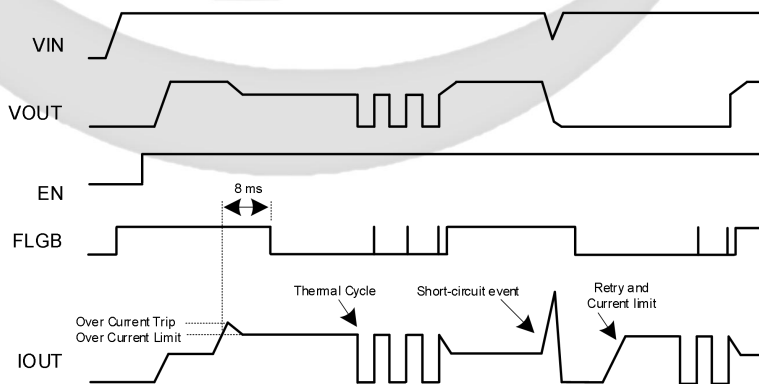 VIN
VOUT
EN
8 ms
FLGB
Thermal Cycle
Short-circuit event
Retry and
Current limit
Over Current Trip
Over Current Limit
IOUT